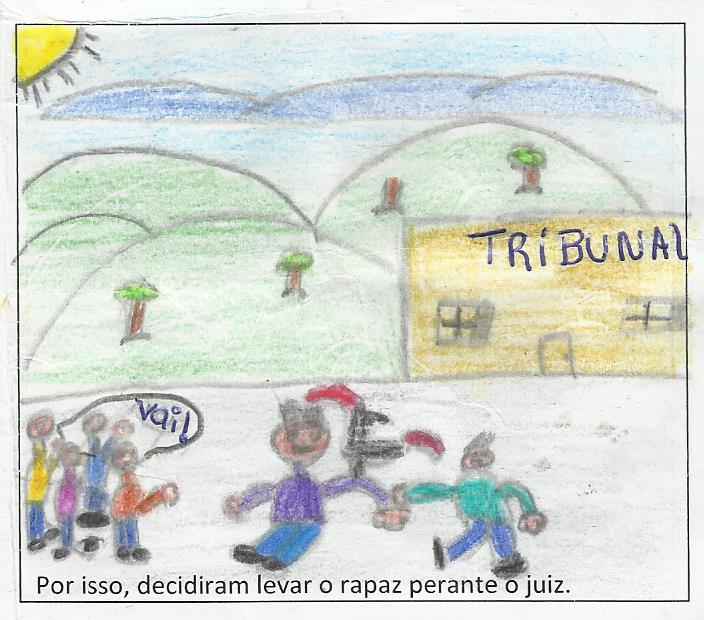 TRIBUNAL
Vai!
Por isso, decidiram levar o rapaz perante o juiz.